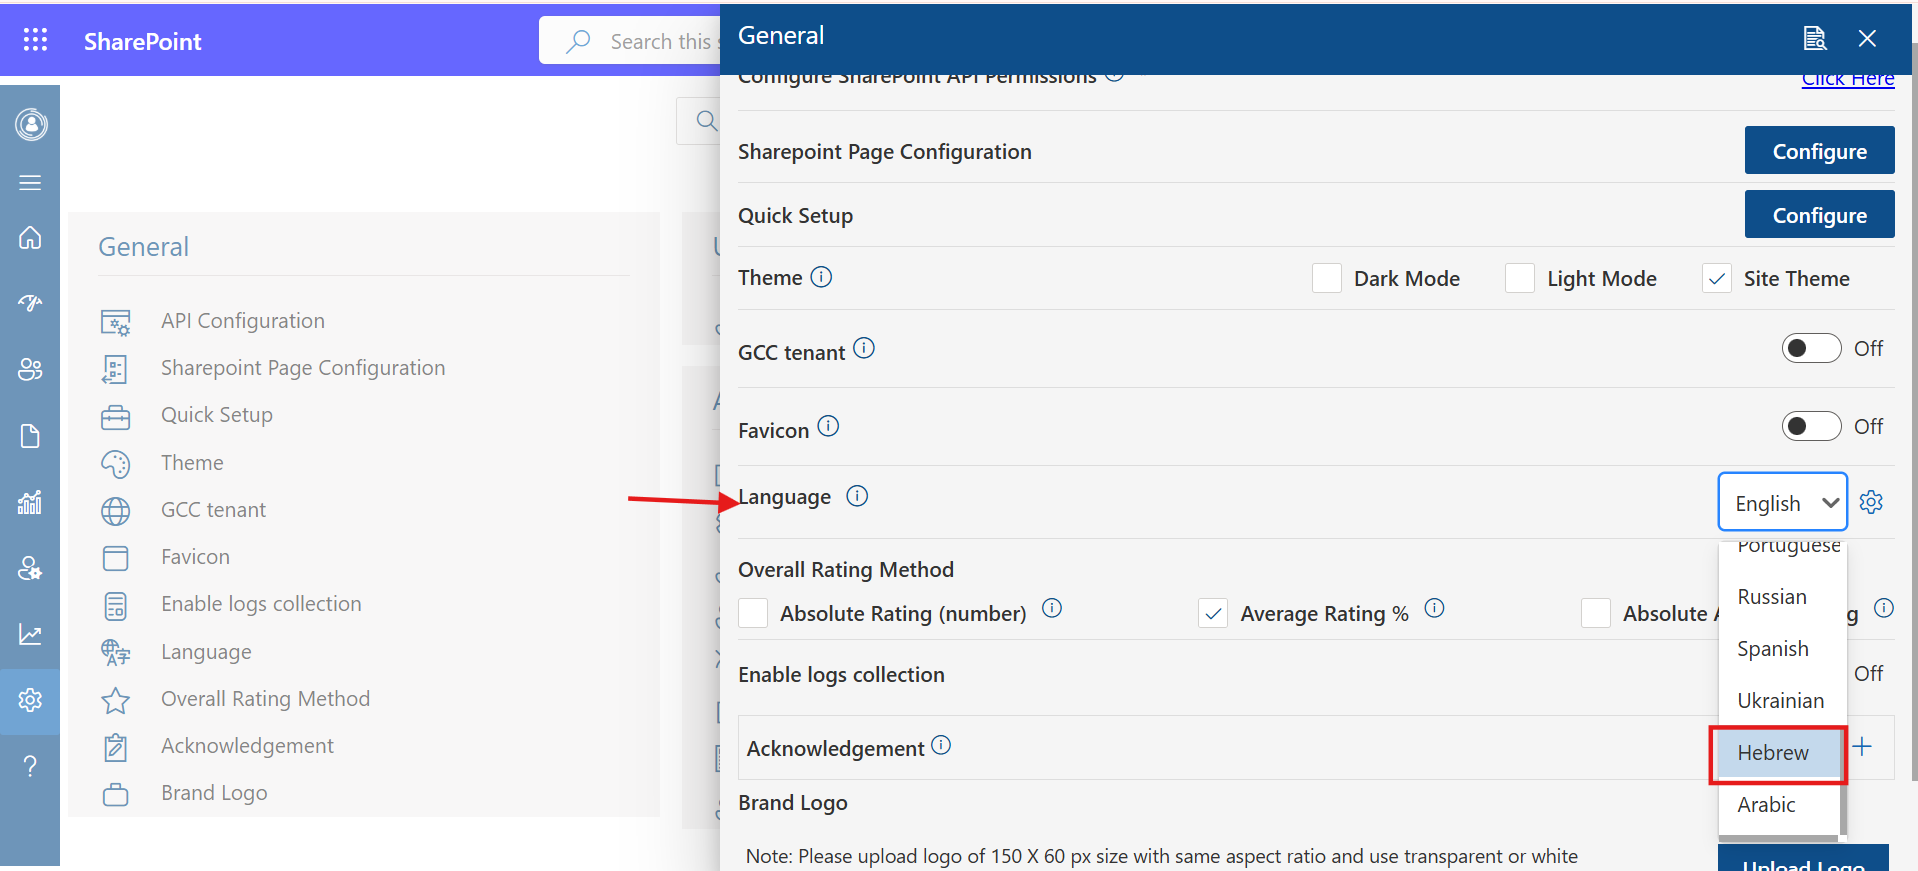 SharePoint
Search this
General
API Configuration
Sharepoint Page Configuration
Quick Setup
Theme
GCC tenant
Favicon
Enable logs collection
Language
Overall Rating Method
Acknowledgement
Brand Logo
General
Configure SharePoint API Permissions
Click Here
Sharepoint Page Configuration
Configure
Quick Setup
Configure
Theme
Dark Mode
Light Mode
Site Theme
GCC tenant
Off
Favicon
Off
Language
English
Portuguese
Russian
Spanish
Ukrainian
Hebrew
Arabic
Overall Rating Method
Absolute Rating (number)
Average Rating %
Absolute
Enable logs collection
Off
Acknowledgement
Brand Logo
Note: Please upload logo of 150 X 60 px size with same aspect ratio and use transparent or white
Upload Logo